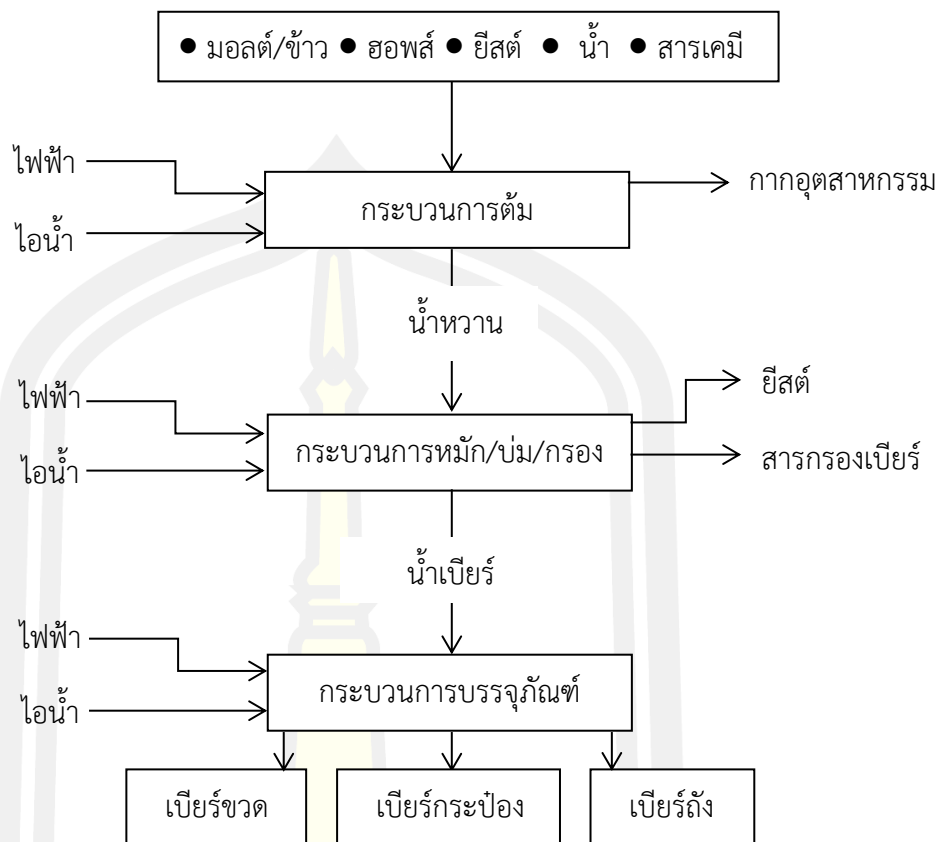 ● มอลต์/ข้าว ● ฮอพส์ ● ยีสต์ ● น้ำ ● สารเคมี
ไฟฟ้า
ไอน้ำ
กระบวนการต้ม
กากอุตสาหกรรม
น้ำหวาน
ไฟฟ้า
ไอน้ำ
กระบวนการหมัก/บ่ม/กรอง
ยีสต์
สารกรองเบียร์
น้ำเบียร์
ไฟฟ้า
ไอน้ำ
กระบวนการบรรจุภัณฑ์
เบียร์ขวด
เบียร์กระป๋อง
เบียร์ถัง